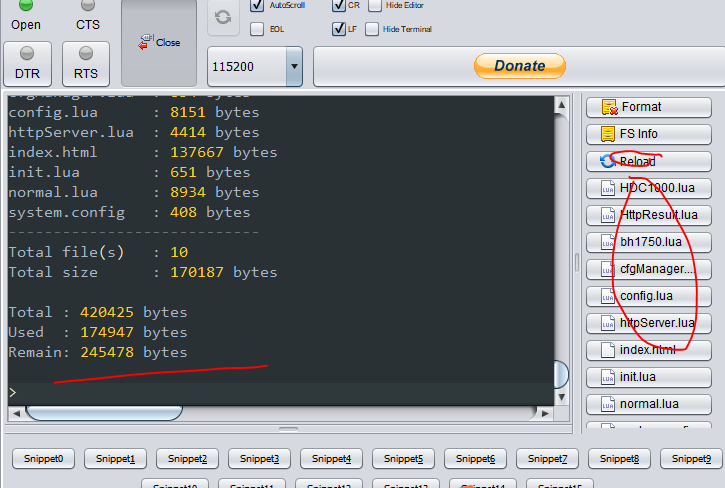 Open CTS
AutoScroll CR Hide Editor
EOL LF Hide Terminal
Close
DTR RTS
115200
Donate
config.lua : 8151 bytes
httpServer.lua : 4414 bytes
index.html : 137667 bytes
init.lua : 651 bytes
normal.lua : 8934 bytes
system.config : 408 bytes
----------------------------
Total file(s) : 10
Total size : 170187 bytes
Total : 420425 bytes
Used : 174947 bytes
Remain: 245478 bytes
>
Format
FS Info
Reload
HDC1000.lua
HttpResult.lua
bh1750.lua
cfgManager....
config.lua
httpServer.lua
index.html
init.lua
normal.lua
Snippet0 Snippet1 Snippet2 Snippet3 Snippet4 Snippet5 Snippet6 Snippet7 Snippet8 Snippet9